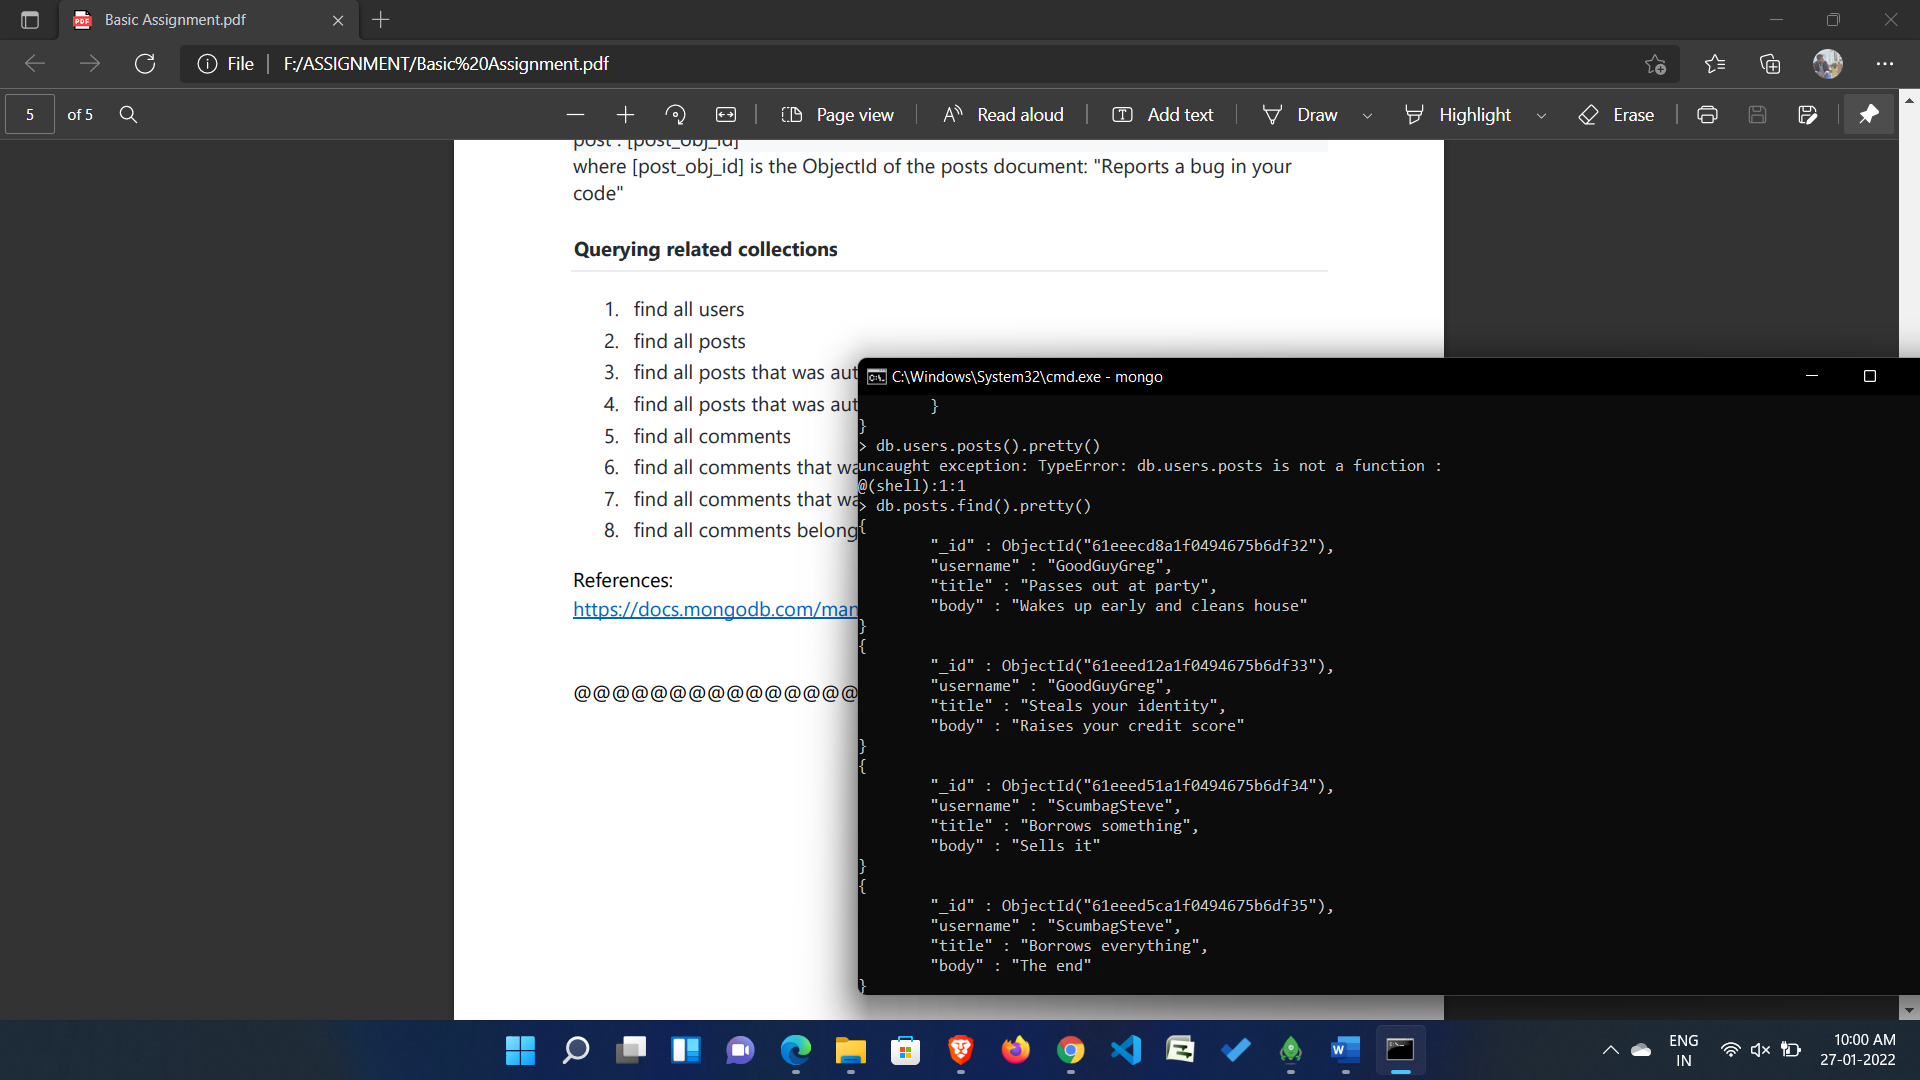 Basic Assignment.pdf
File F:/ASSIGNMENT/Basic%20Assignment.pdf
5 of 5 Page view Read aloud Add text Draw Highlight Erase
post : [post_obj_id]
where [post_obj_id] is the ObjectId of the posts document: "Reports a bug in your
code"
Querying related collections
1. find all users
2. find all posts
3. find all posts that was aut
4. find all posts that was aut
5. find all comments
6. find all comments that wa
7. find all comments that wa
8. find all comments belong
References:
https://docs.mongodb.com/man
@@@@@@@@@@@@@@@
C:\Windows\System32\cmd.exe - mongo
}
}
> db.users.posts().pretty()
uncaught exception: TypeError: db.users.posts is not a function :
@(shell):1:1
> db.posts.find().pretty()
{
"_id" : ObjectId("61eeecd8a1f0494675b6df32"),
"username" : "GoodGuyGreg",
"title" : "Passes out at party",
"body" : "Wakes up early and cleans house"
}
{
"_id" : ObjectId("61eeed12a1f0494675b6df33"),
"username" : "GoodGuyGreg",
"title" : "Steals your identity",
"body" : "Raises your credit score"
}
{
"_id" : ObjectId("61eeed51a1f0494675b6df34"),
"username" : "ScumbagSteve",
"title" : "Borrows something",
"body" : "Sells it"
}
{
"_id" : ObjectId("61eeed5ca1f0494675b6df35"),
"username" : "ScumbagSteve",
"title" : "Borrows everything",
"body" : "The end"
}
ENG
IN
10:00 AM
27-01-2022